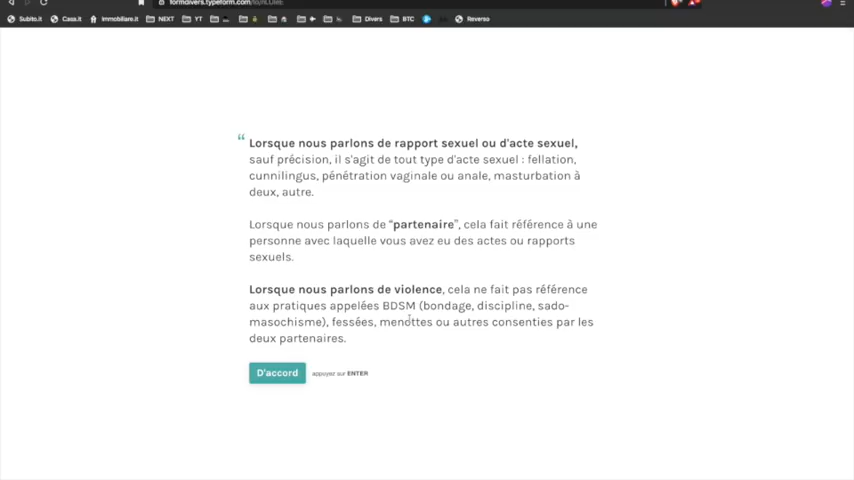 formdivers.typeform.com
Subito.it Casa.it Immobiliare.it NEXT YT Divers BTC Reverso
“
Lorsque nous parlons de rapport sexuel ou d'acte sexuel,
sauf précision, il s'agit de tout type d'acte sexuel : fellation,
cunnilingus, pénétration vaginale ou anale, masturbation à
deux, autre.
Lorsque nous parlons de “partenaire”, cela fait référence à une
personne avec laquelle vous avez eu des actes ou rapports
sexuels.
Lorsque nous parlons de violence, cela ne fait pas référence
aux pratiques appelées BDSM (bondage, discipline, sado-
masochisme), fessées, menottes ou autres consenties par les
deux partenaires.
D'accord appuyez sur ENTER